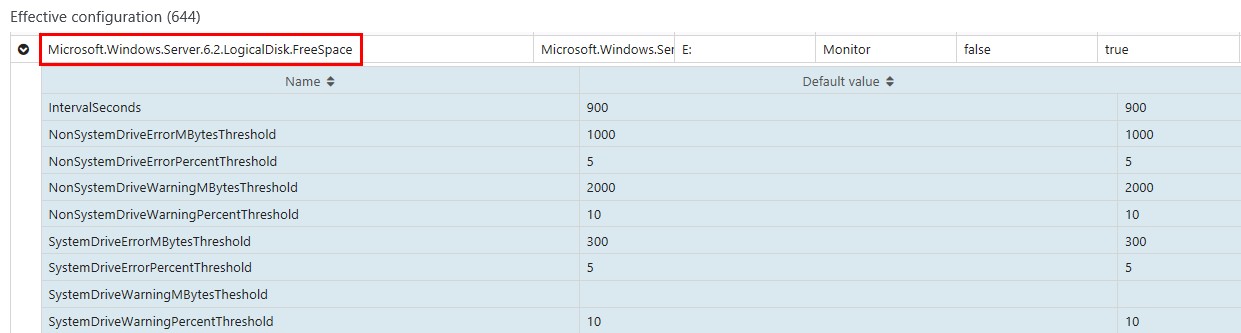 Effective configuration (644)
Microsoft.Windows.Server.6.2.LogicalDisk.FreeSpace Microsoft.Windows.Ser E: Monitor false true
Name Default value
IntervalSeconds 900 900
NonSystemDriveErrorMBytesThreshold 1000 1000
NonSystemDriveErrorPercentThreshold 5 5
NonSystemDriveWarningMBytesThreshold 2000 2000
NonSystemDriveWarningPercentThreshold 10 10
SystemDriveErrorMBytesThreshold 300 300
SystemDriveErrorPercentThreshold 5 5
SystemDriveWarningMBytesTheshold
SystemDriveWarningPercentThreshold 10 10